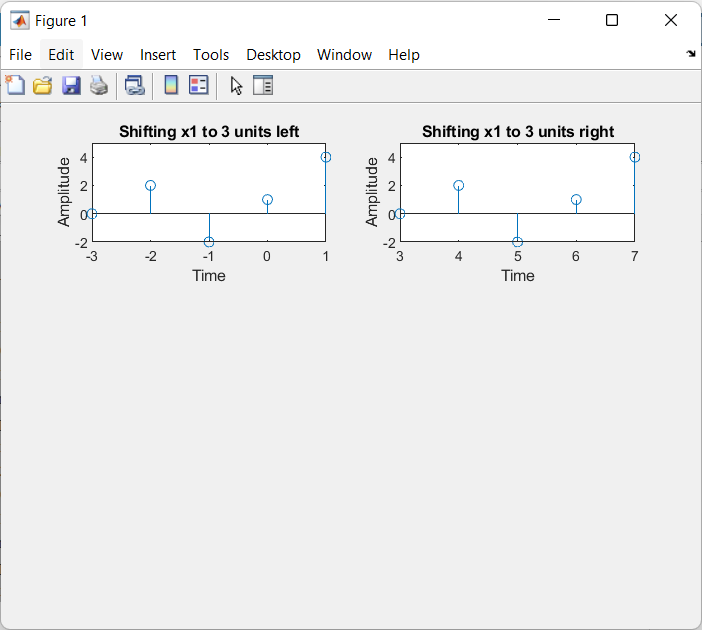 Figure 1
File Edit View Insert Tools Desktop Window Help
Shifting x1 to 3 units left
Amplitude
4
2
0
-2
-3 -2 -1 0 1
Time
Shifting x1 to 3 units right
Amplitude
4
2
0
-2
3 4 5 6 7
Time